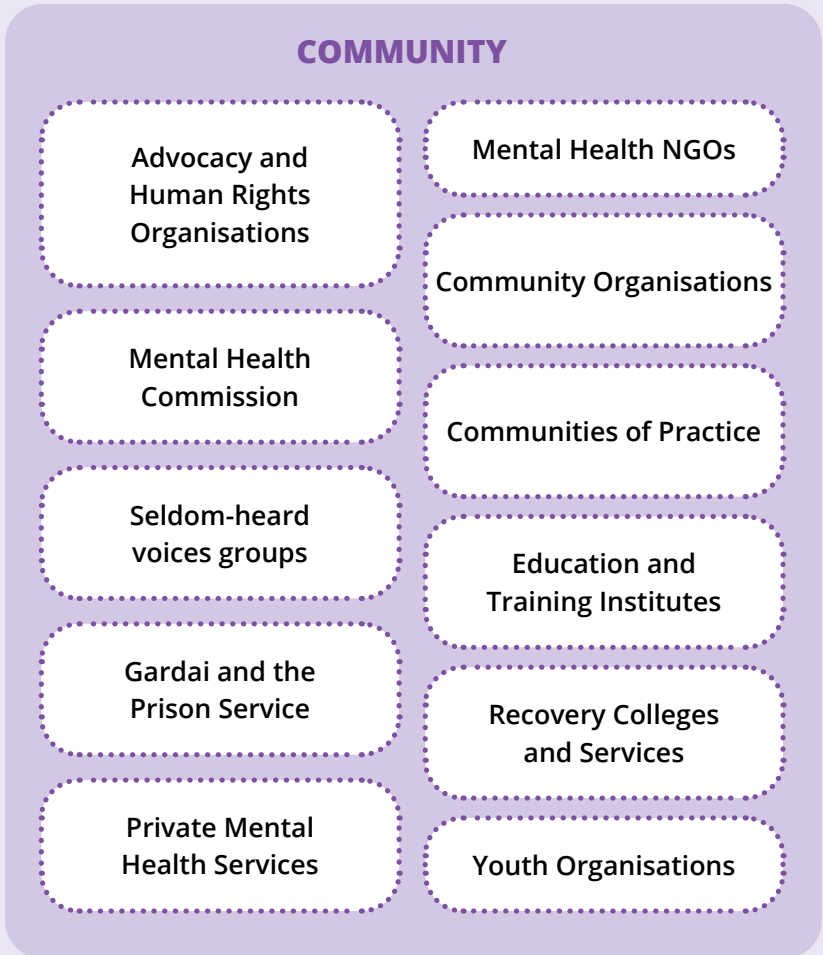 COMMUNITY
Advocacy and
Human Rights
Organisations
Mental Health
Commission
Seldom-heard
voices groups
Gardai and the
Prison Service
Private Mental
Health Services
Mental Health NGOs
Community Organisations
Communities of Practice
Education and
Training Institutes
Recovery Colleges
and Services
Youth Organisations